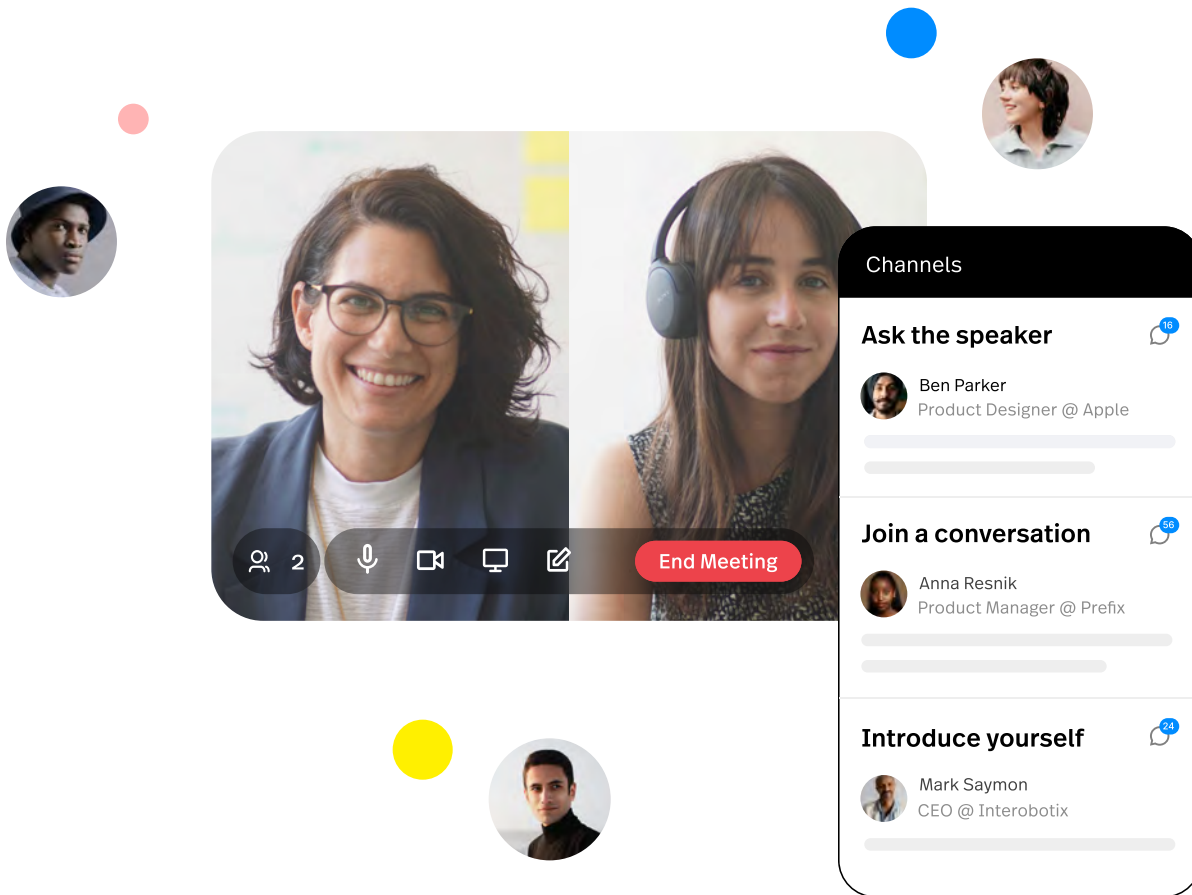 2
End Meeting
Channels
Ask the speaker
16
Ben Parker
Product Designer @ Apple
Join a conversation
56
Anna Resnik
Product Manager @ Prefix
Introduce yourself
24
Mark Saymon
CEO @ Interobotix